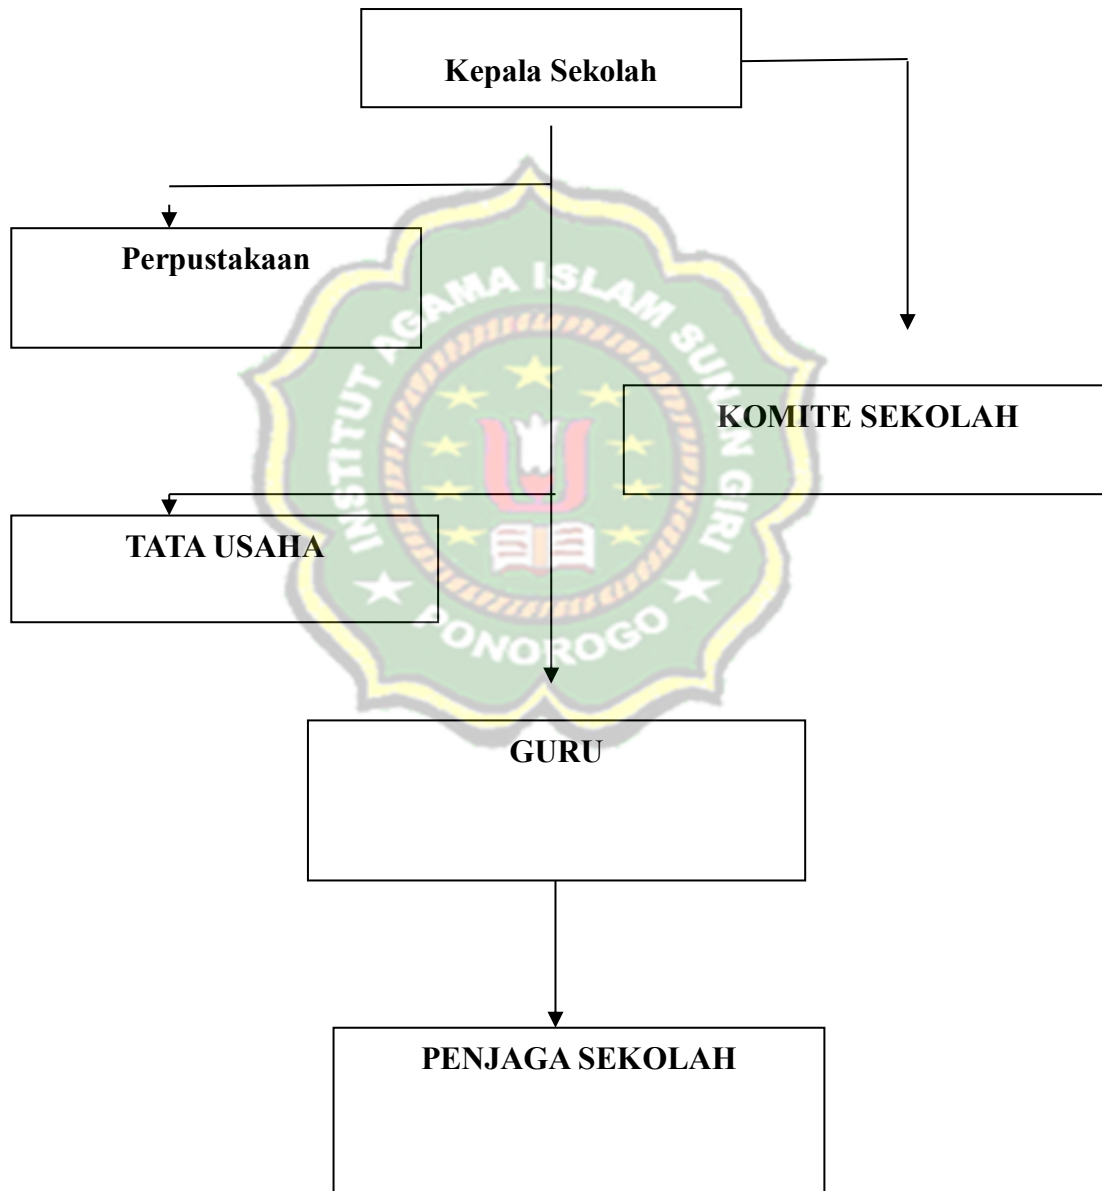 Kepala Sekolah
Perpustakaan
INSTITUT AGAMA ISLAM SUNAN GIRI
KOMITE SEKOLAH
TATA USAHA
PONOROGO
GURU
PENJAGA SEKOLAH